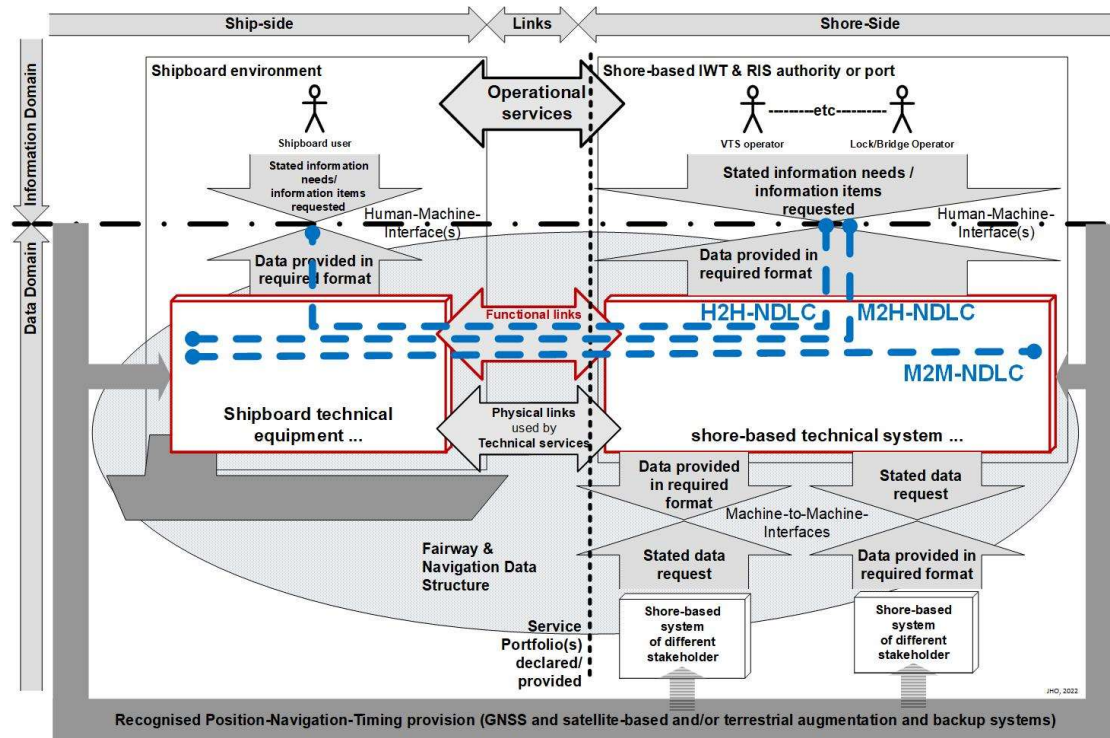 Ship-side
Links
Shore-Side
Information Domain
Data Domain
Shipboard environment
Shore-based IWT & RIS authority or port
Operational
services
Shipboard user
VTS operator
---------etc --------
Lock/Bridge Operator
Stated information
needs/
information items
requested
Stated information needs /
information items
requested
Human-Machine-
Interface(s)
Human-Machine-
Interface(s)
Data provided in
required format
Data provided in
required format
Functional links
H2H-NDLC
M2H-NDLC
M2M-NDLC
Shipboard technical
equipment ...
Physical links
used by
Technical services
shore-based technical system ...
Data provided
in required
format
Stated data
request
Machine-to-Machine-
Interfaces
Stated data
request
Data provided in
required format
Fairway &
Navigation Data
Structure
Service
Portfolio(s)
declared/
provided
Shore-based
system
of different
stakeholder
Shore-based
system
of different
stakeholder
JHO, 2022
Recognised Position-Navigation-Timing provision (GNSS and satellite-based and/or terrestrial augmentation and backup systems)